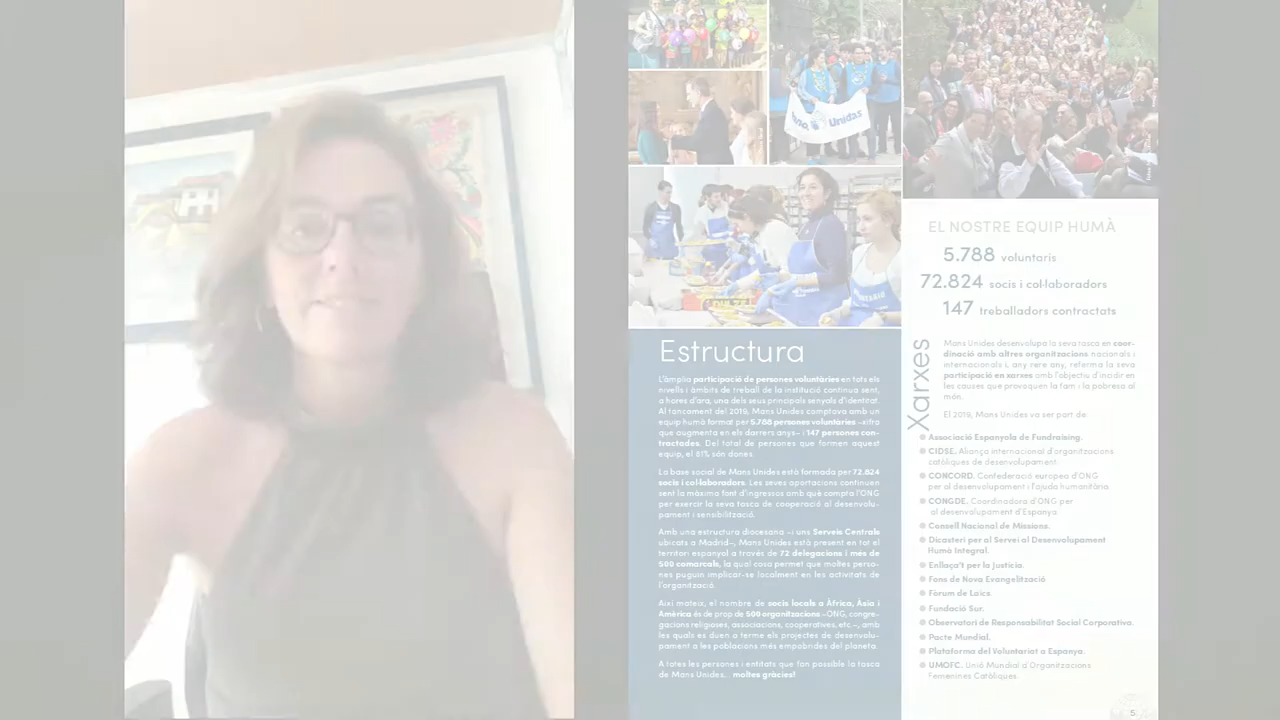 Mano Unidas
EL NOSTRE EQUIP HUMÀ
5.788 voluntaris
72.824 socis i col·laboradors
147 treballadors contractats
Estructura
L'àmplia participació de persones voluntàries en tots els
nivells i àmbits de treball de la institució continua sent,
a hores d'ara, una dels seus principals senyals d'identitat.
Al tancament del 2019, Mans Unides comptava amb un
equip humà format per 5.788 persones voluntàries –xifra
que augmenta en els darrers anys– i 147 persones con-
tractades. Del total de persones que formen aquest
equip, el 81% són dones.
La base social de Mans Unides està formada per 72.824
socis i col·laboradors. Les seves aportacions continuen
sent la màxima font d'ingressos amb què compta l'ONG
per exercir la seva tasca de cooperació al desenvolu-
pament i sensibilització.
Amb una estructura diocesana –i uns Serveis Centrals
ubicats a Madrid–, Mans Unides està present en tot el
territori espanyol a través de 72 delegacions i més de
500 comarcals, la qual cosa permet que moltes perso-
nes puguin implicar-se localment en les activitats de
l'organització.
Així mateix, el nombre de socis locals a Àfrica, Àsia i
Amèrica és de prop de 500 organitzacions –ONG, congre-
gacions religioses, associacions, cooperatives, etc.–, amb
les quals es duen a terme els projectes de desenvolu-
pament a les poblacions més empobrides del planeta.
A totes les persones i entitats que fan possible la tasca
de Mans Unides, moltes gràcies!
Xarxes
Mans Unides desenvolupa la seva tasca en coor-
dinació amb altres organitzacions nacionals i
internacionals i, any rere any, referma la seva
participació en xarxes amb l'objectiu d'incidir en
les causes que provoquen la fam i la pobresa al
món.
El 2019, Mans Unides va ser part de:
Associació Espanyola de Fundraising.
CIDSE. Aliança internacional d'organitzacions
catòliques de desenvolupament.
CONCORD. Confederació europea d'ONG
per al desenvolupament i l'ajuda humanitària.
CONGDE. Coordinadora d'ONG per
al desenvolupament d'Espanya.
Consell Nacional de Missions.
Dicasteri per al Servei al Desenvolupament
Humà Integral.
Enllaça't per la Justícia.
Fons de Nova Evangelització
Fòrum de Laics.
Fundació Sur.
Observatori de Responsabilitat Social Corporativa.
Pacte Mundial.
Plataforma del Voluntariat a Espanya.
UMOFC. Unió Mundial d'Organitzacions
Femenines Catòliques.
5